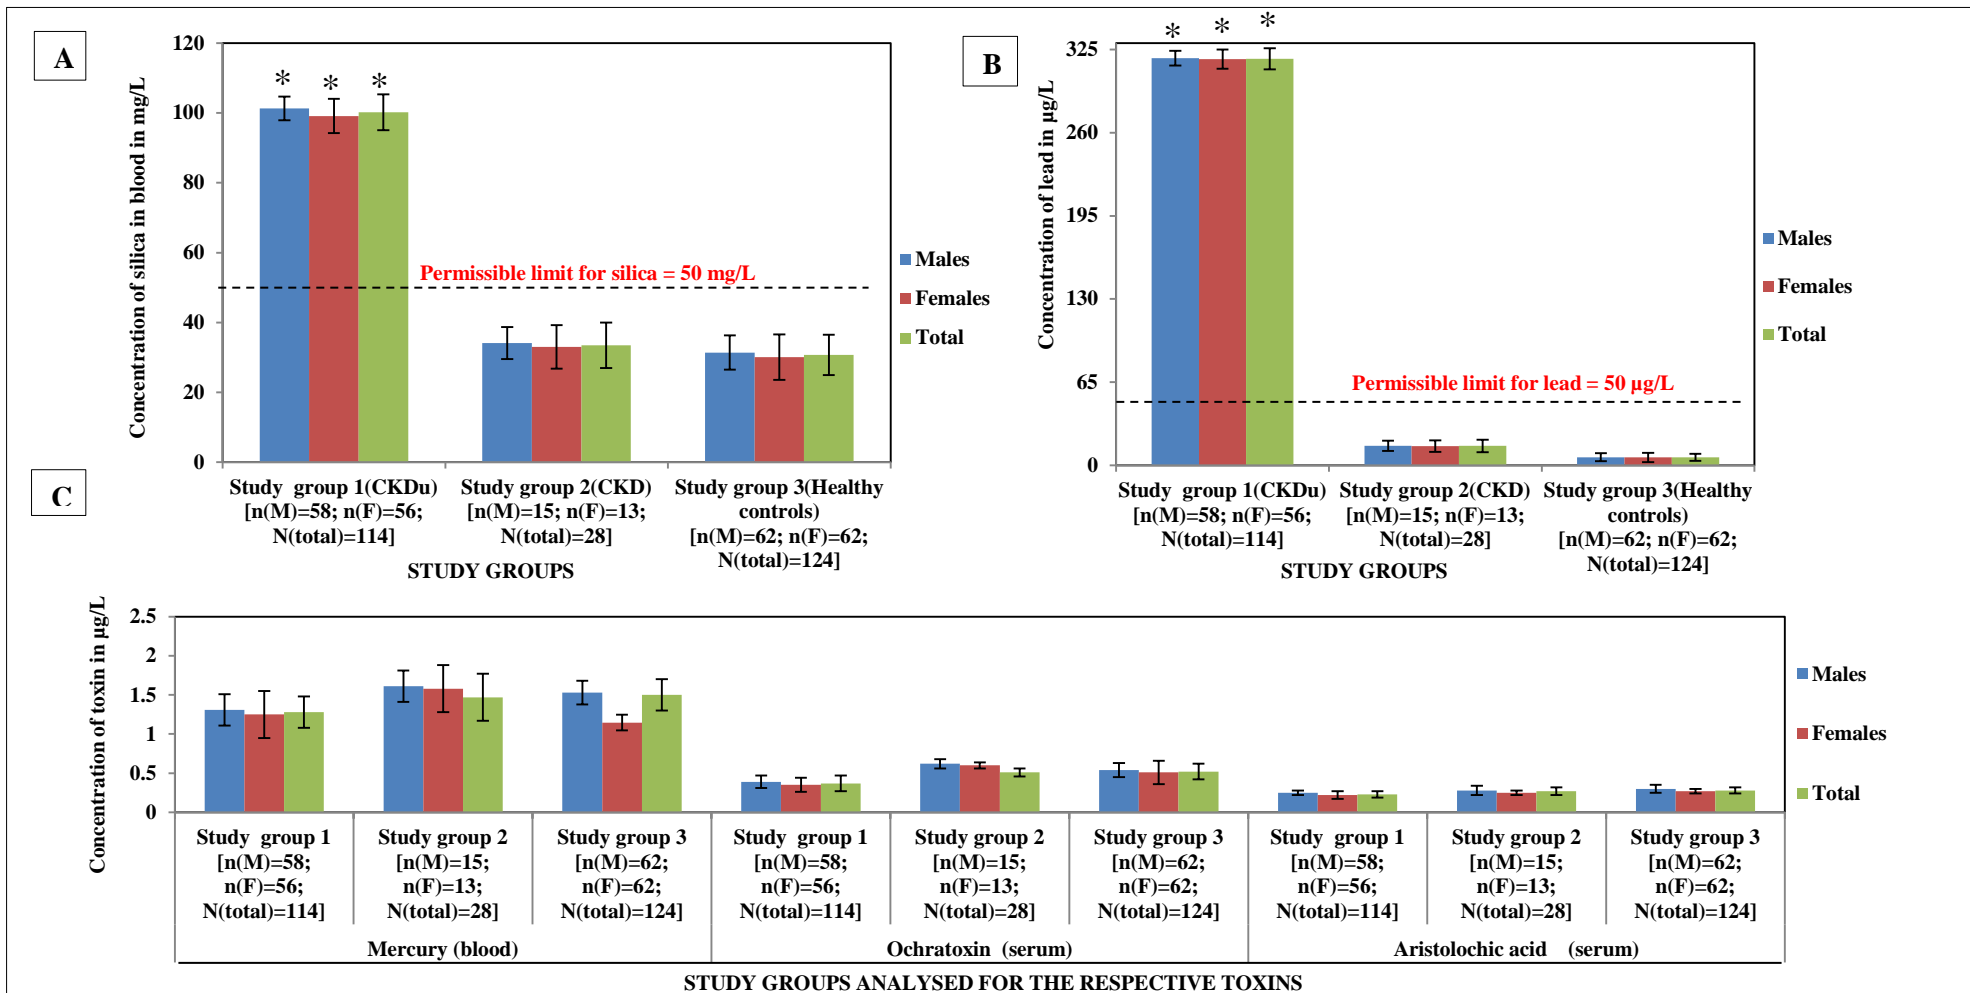 A
Concentration of silica in blood in mg/L
120
100
80
60
40
20
0
* * *
Permissible limit for silica = 50 mg/L
Males
Females
Total
Study group 1(CKDu)
[n(M)=58; n(F)=56;
N(total)=114]
Study group 2(CKD)
[n(M)=15; n(F)=13;
N(total)=28]
Study group 3(Healthy
controls)
[n(M)=62; n(F)=62;
N(total)=124]
STUDY GROUPS
B
Concentration of lead in µg/L
325
260
195
130
65
0
* * *
Permissible limit for lead = 50 µg/L
Males
Females
Total
Study group 1(CKDu)
[n(M)=58; n(F)=56;
N(total)=114]
Study group 2(CKD)
[n(M)=15; n(F)=13;
N(total)=28]
Study group 3(Healthy
controls)
[n(M)=62; n(F)=62;
N(total)=124]
STUDY GROUPS
C
Concentration of toxin in µg/L
2.5
2
1.5
1
0.5
0
Males
Females
Total
Study group 1
[n(M)=58;
n(F)=56;
N(total)=114]
Study group 2
[n(M)=15;
n(F)=13;
N(total)=28]
Study group 3
[n(M)=62;
n(F)=62;
N(total)=124]
Study group 1
[n(M)=58;
n(F)=56;
N(total)=114]
Study group 2
[n(M)=15;
n(F)=13;
N(total)=28]
Study group 3
[n(M)=62;
n(F)=62;
N(total)=124]
Study group 1
[n(M)=58;
n(F)=56;
N(total)=114]
Study group 2
[n(M)=15;
n(F)=13;
N(total)=28]
Study group 3
[n(M)=62;
n(F)=62;
N(total)=124]
Mercury (blood)
Ochratoxin (serum)
Aristolochic acid (serum)
STUDY GROUPS ANALYSED FOR THE RESPECTIVE TOXINS